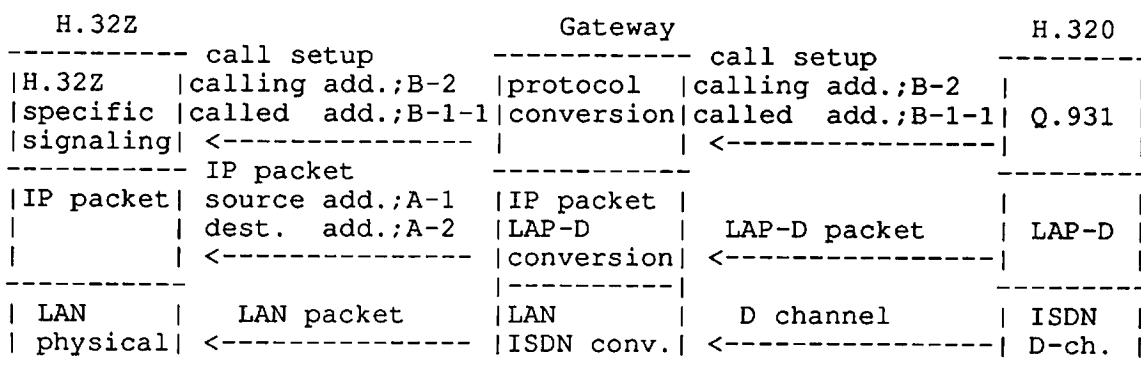 H.32Z                          Gateway                      H.320
----------- call setup        ----------- call setup       ---------
|H.32Z    |calling add.;B-2   |protocol  |calling add.;B-2   |       |
|specific |called  add.;B-1-1|conversion|called  add.;B-1-1| Q.931 |
|signaling| <---------------  |          | <----------------|       |
----------- IP packet         -----------                  ---------
|IP packet| source add.;A-1   |IP packet |                  |       |
|         | dest.  add.;A-2   |LAP-D     |  LAP-D packet    | LAP-D |
|         | <---------------  |conversion| <----------------|       |
-----------                   |----------|                 ---------
| LAN     |   LAN packet      |LAN       |   D channel      | ISDN  |
| physical| <---------------  |ISDN conv.| <----------------| D-ch. |